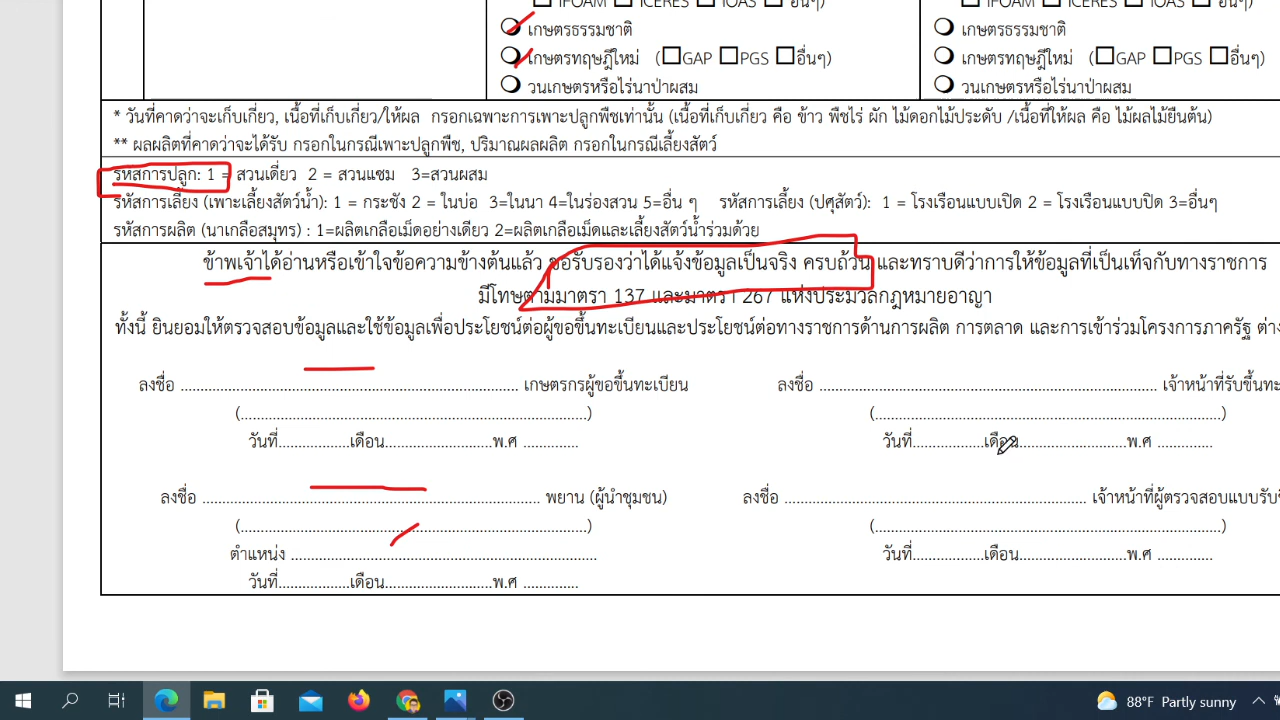 IFOAM ICERES IOAS อื่นๆ) IFOAM ICERES IOAS อื่นๆ)
เกษตรธรรมชาติ เกษตรธรรมชาติ
เกษตรทฤษฎีใหม่ (GAP PGS อื่นๆ) เกษตรทฤษฎีใหม่ (GAP PGS อื่นๆ)
วนเกษตรหรือไร่นาป่าผสม วนเกษตรหรือไร่นาป่าผสม
* วันที่คาดว่าจะเก็บเกี่ยว, เนื้อที่เก็บเกี่ยว/ให้ผล กรอกเฉพาะการเพาะปลูกพืชเท่านั้น (เนื้อที่เก็บเกี่ยว คือ ข้าว พืชไร่ ผัก ไม้ดอกไม้ประดับ /เนื้อที่ให้ผล คือ ไม้ผลไม้ยืนต้น)
** ผลผลิตที่คาดว่าจะได้รับ กรอกในกรณีเพาะปลูกพืช, ปริมาณผลผลิต กรอกในกรณีเลี้ยงสัตว์
รหัสการปลูก: 1 = สวนเดี่ยว 2 = สวนแซม 3=สวนผสม
รหัสการเลี้ยง (เพาะเลี้ยงสัตว์น้ำ): 1 = กระชัง 2 = ในบ่อ 3=ในนา 4=ในร่องสวน 5=อื่น ๆ รหัสการเลี้ยง (ปศุสัตว์): 1 = โรงเรือนแบบเปิด 2 = โรงเรือนแบบปิด 3=อื่นๆ
รหัสการผลิต (นาเกลือสมุทร) : 1=ผลิตเกลือเม็ดอย่างเดียว 2=ผลิตเกลือเม็ดและเลี้ยงสัตว์น้ำร่วมด้วย
ข้าพเจ้าได้อ่านหรือเข้าใจข้อความข้างต้นแล้ว ขอรับรองว่าได้แจ้งข้อมูลเป็นจริง ครบถ้วน และทราบดีว่าการให้ข้อมูลที่เป็นเท็จกับทางราชการ
มีโทษตามมาตรา 137 และมาตรา 267 แห่งประมวลกฎหมายอาญา
ทั้งนี้ ยินยอมให้ตรวจสอบข้อมูลและใช้ข้อมูลเพื่อประโยชน์ต่อผู้ขอขึ้นทะเบียนและประโยชน์ต่อทางราชการด้านการผลิต การตลาด และการเข้าร่วมโครงการภาครัฐ ต่าง
ลงชื่อ .................................................................... เกษตรกรผู้ขอขึ้นทะเบียน ลงชื่อ .................................................................... เจ้าหน้าที่รับขึ้นทะ
(......................................................................) (......................................................................)
วันที่...............เดือน......................พ.ศ ............ วันที่...............เดือน......................พ.ศ ............
ลงชื่อ .................................................................... พยาน (ผู้นำชุมชน) ลงชื่อ ............................................................. เจ้าหน้าที่ผู้ตรวจสอบแบบรับขึ
(......................................................................) (......................................................................)
ตำแหน่ง .............................................................. วันที่...............เดือน......................พ.ศ ............
วันที่...............เดือน......................พ.ศ ............
88°F Partly sunny